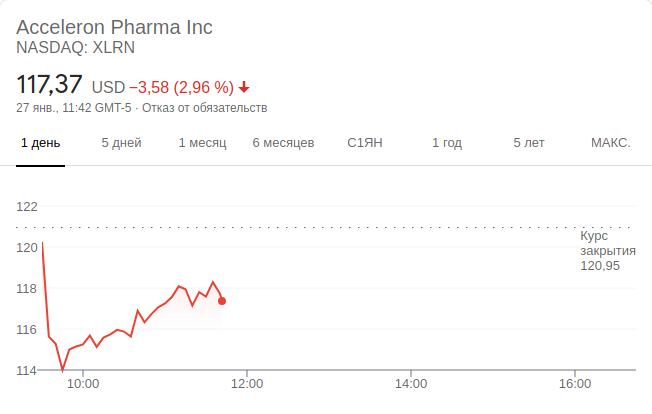 Acceleron Pharma Inc
NASDAQ: XLRN
117,37 USD −3,58 (2,96 %)
27 янв., 11:42 GMT-5 · Отказ от обязательств
1 день 5 дней 1 месяц 6 месяцев С1ЯН 1 год 5 лет МАКС.
122
Курс
закрытия
120,95
120
118
116
114
10:00 12:00 14:00 16:00